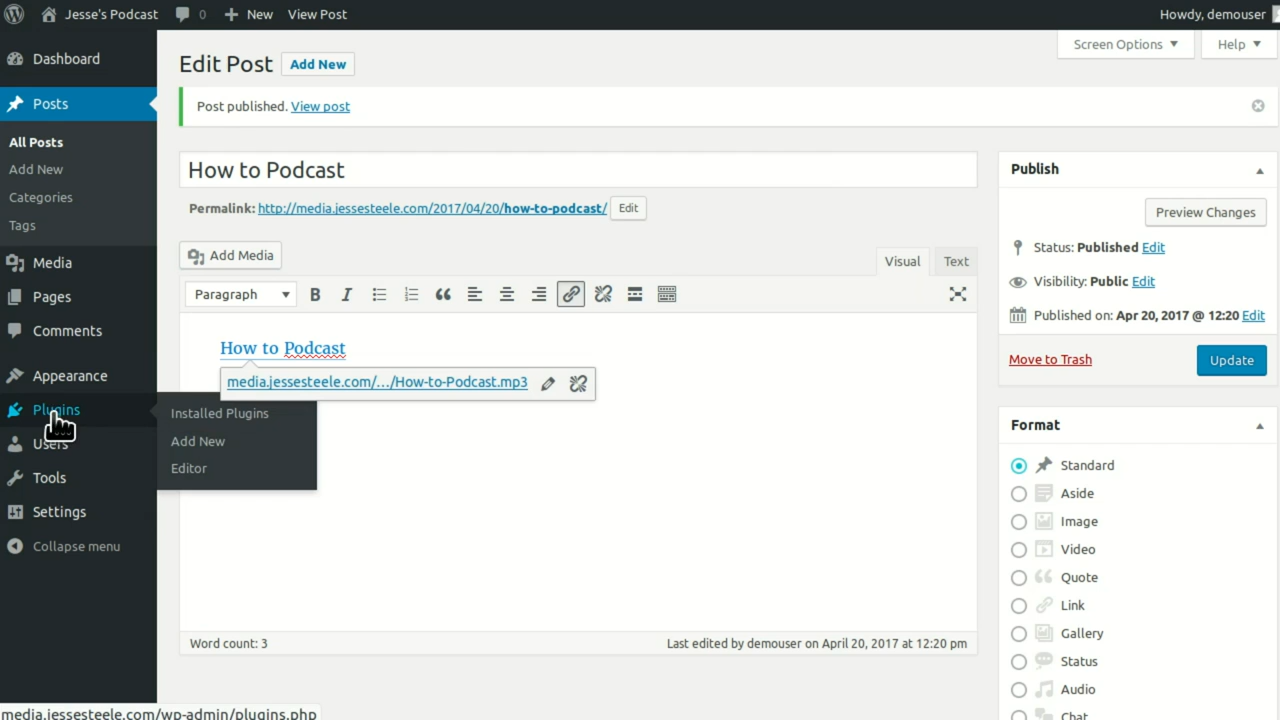 Jesse's Podcast 0 New View Post Howdy, demouser
Screen Options Help
Dashboard
Posts
All Posts
Add New
Categories
Tags
Media
Pages
Comments
Appearance
Plugins
Users
Tools
Settings
Collapse menu
Installed Plugins
Add New
Editor
Edit Post Add New
Post published. View post
How to Podcast
Permalink: http://media.jessesteele.com/2017/04/20/how-to-podcast/ Edit
Add Media
Visual Text
Paragraph
How to Podcast
media.jessesteele.com/…/How-to-Podcast.mp3
Word count: 3 Last edited by demouser on April 20, 2017 at 12:20 pm
Publish
Preview Changes
Status: Published Edit
Visibility: Public Edit
Published on: Apr 20, 2017 @ 12:20 Edit
Move to Trash Update
Format
Standard
Aside
Image
Video
Quote
Link
Gallery
Status
Audio
Chat
media.jessesteele.com/wp-admin/plugins.php